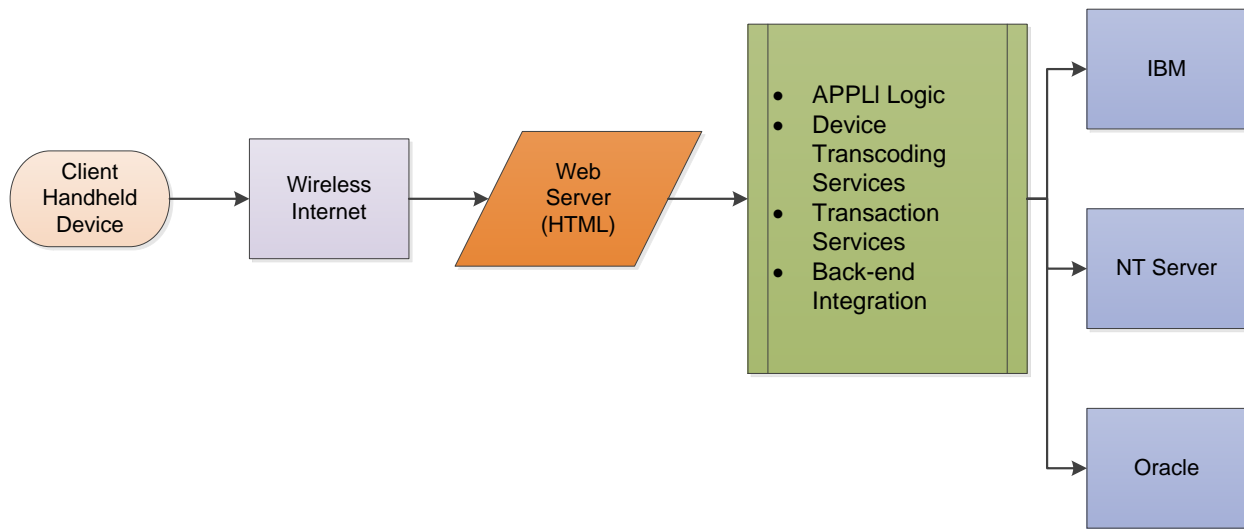 Client
Handheld
Device
Wireless
Internet
Web
Server
(HTML)
• APPLI Logic
• Device
Transcoding
Services
• Transaction
Services
• Back-end
Integration
IBM
NT Server
Oracle